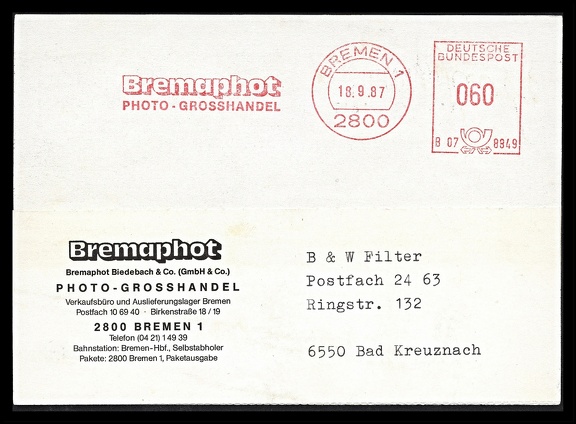 Bremaphot
PHOTO-GROSSHANDEL
BREMEN 1
18.9.87
2800
DEUTSCHE
BUNDESPOST
060
B 07 8949
Bremaphot
Bremaphot Biedebach & Co. (GmbH & Co.)
PHOTO-GROSSHANDEL
Verkaufsbüro und Auslieferungslager Bremen
Postfach 10 69 40 · Birkenstraße 18 / 19
2800 BREMEN 1
Telefon (04 21) 1 49 39
Bahnstation: Bremen-Hbf., Selbstabholer
Pakete: 2800 Bremen 1, Paketausgabe
B & W Filter
Postfach 24 63
Ringstr. 132
6550 Bad Kreuznach